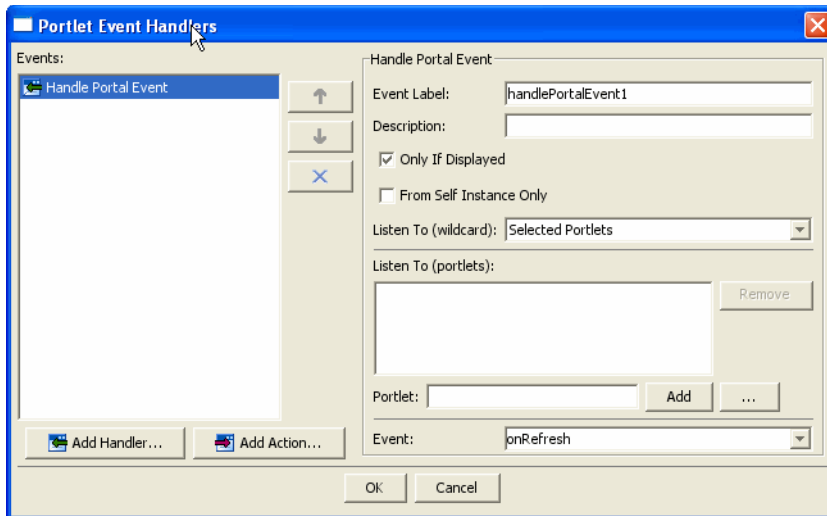 Portlet Event Handlers
Events:
Handle Portal Event
Add Handler...
Add Action...
Handle Portal Event
Event Label: handlePortalEvent1
Description:
Only If Displayed
From Self Instance Only
Listen To (wildcard): Selected Portlets
Listen To (portlets):
Remove
Portlet: Add ...
Event: onRefresh
OK Cancel